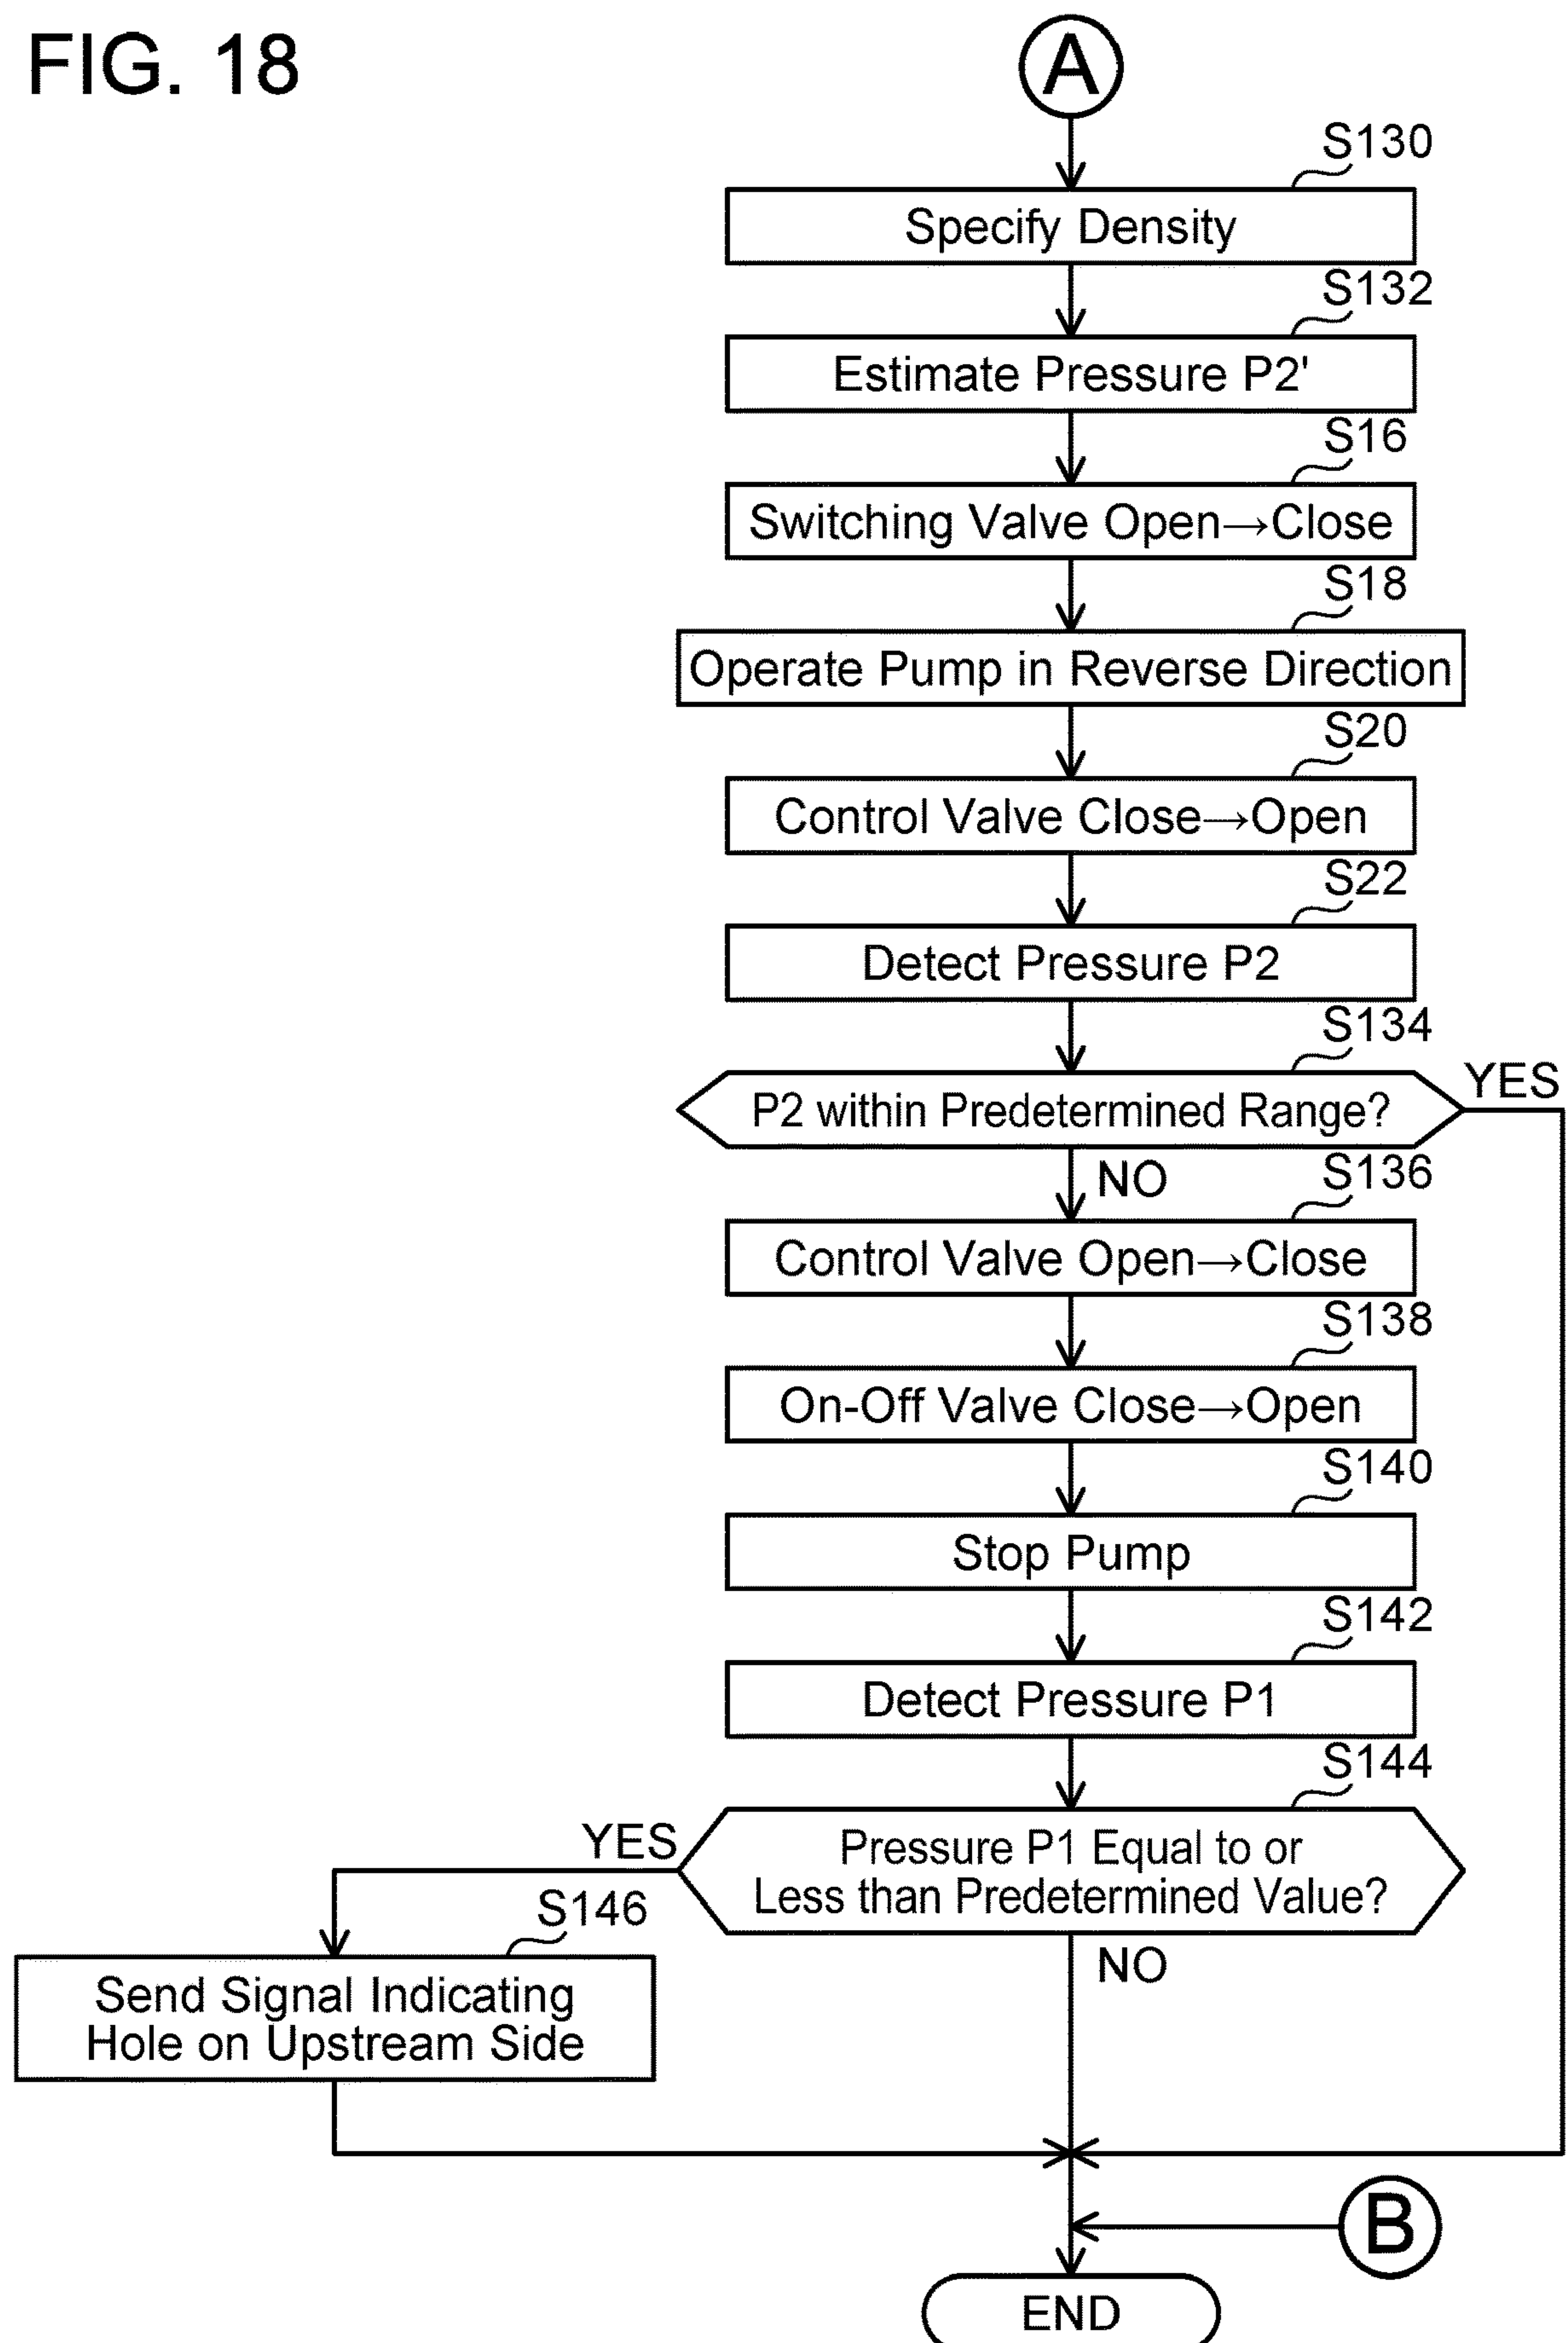 FIG. 18
A
S130
Specify Density
S132
Estimate Pressure P2'
S16
Switching Valve Open→Close
S18
Operate Pump in Reverse Direction
S20
Control Valve Close→Open
S22
Detect Pressure P2
S134
P2 within Predetermined Range?
YES
NO
S136
Control Valve Open→Close
S138
On-Off Valve Close→Open
S140
Stop Pump
S142
Detect Pressure P1
S144
Pressure P1 Equal to or
Less than Predetermined Value?
YES
NO
S146
Send Signal Indicating
Hole on Upstream Side
B
END